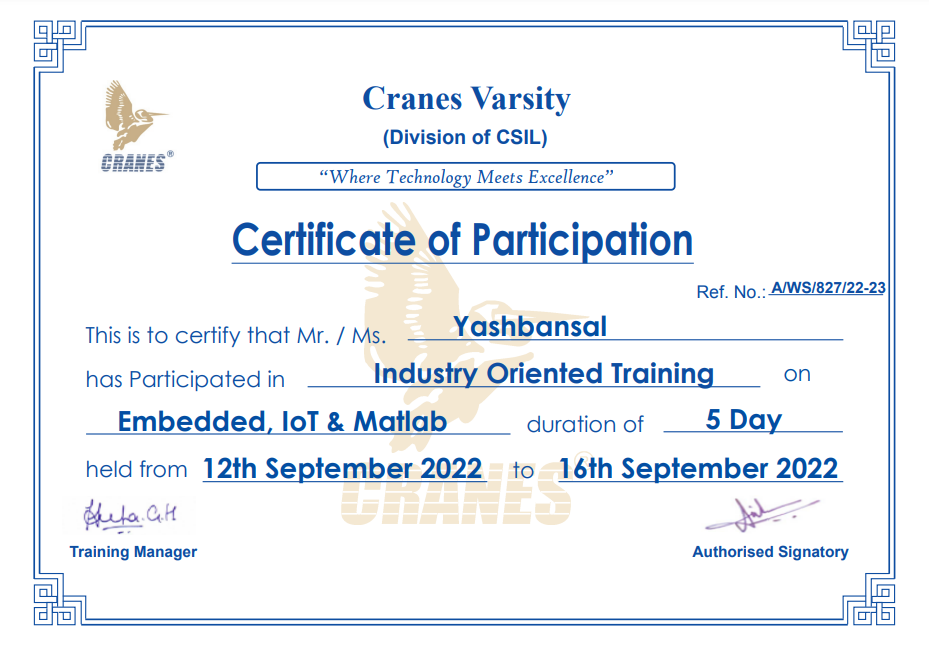 CRANES®
Cranes Varsity
(Division of CSIL)
“Where Technology Meets Excellence”
Certificate of Participation
Ref. No.: A/WS/827/22-23
This is to certify that Mr. / Ms. Yashbansal
has Participated in Industry Oriented Training on
Embedded, IoT & Matlab duration of 5 Day
held from 12th September 2022 to 16th September 2022
CRANES®
Training Manager
Authorised Signatory